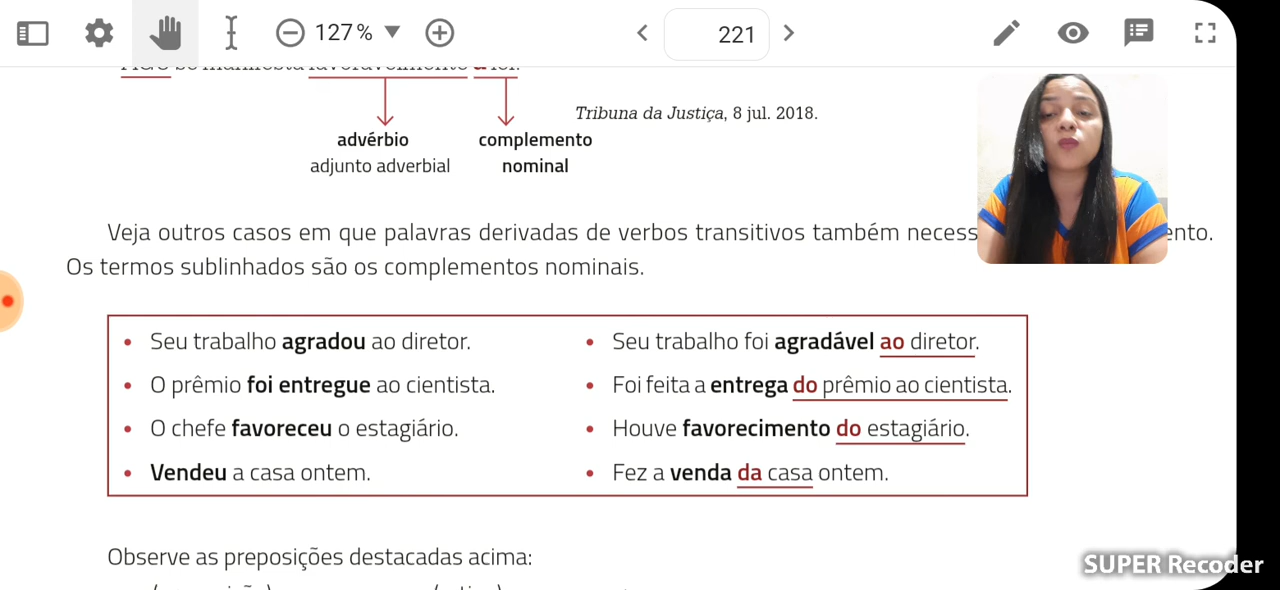 127%
221
Tribuna da Justiça, 8 jul. 2018.
advérbio complemento
adjunto adverbial nominal
Veja outros casos em que palavras derivadas de verbos transitivos também
Os termos sublinhados são os complementos nominais.
• Seu trabalho agradou ao diretor. • Seu trabalho foi agradável ao diretor.
• O prêmio foi entregue ao cientista. • Foi feita a entrega do prêmio ao cientista.
• O chefe favoreceu o estagiário. • Houve favorecimento do estagiário.
• Vendeu a casa ontem. • Fez a venda da casa ontem.
Observe as preposições destacadas acima:
SUPER Recoder